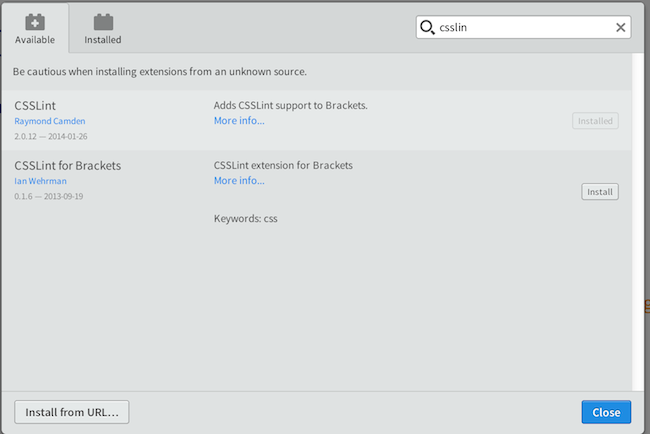 Available
Installed
csslin
Be cautious when installing extensions from an unknown source.
CSSLint
Raymond Camden
2.0.12 — 2014-01-26
Adds CSSLint support to Brackets.
More info...
Installed
CSSLint for Brackets
Ian Wehrman
0.1.6 — 2013-09-19
CSSLint extension for Brackets
More info...
Keywords: css
Install
Install from URL...
Close